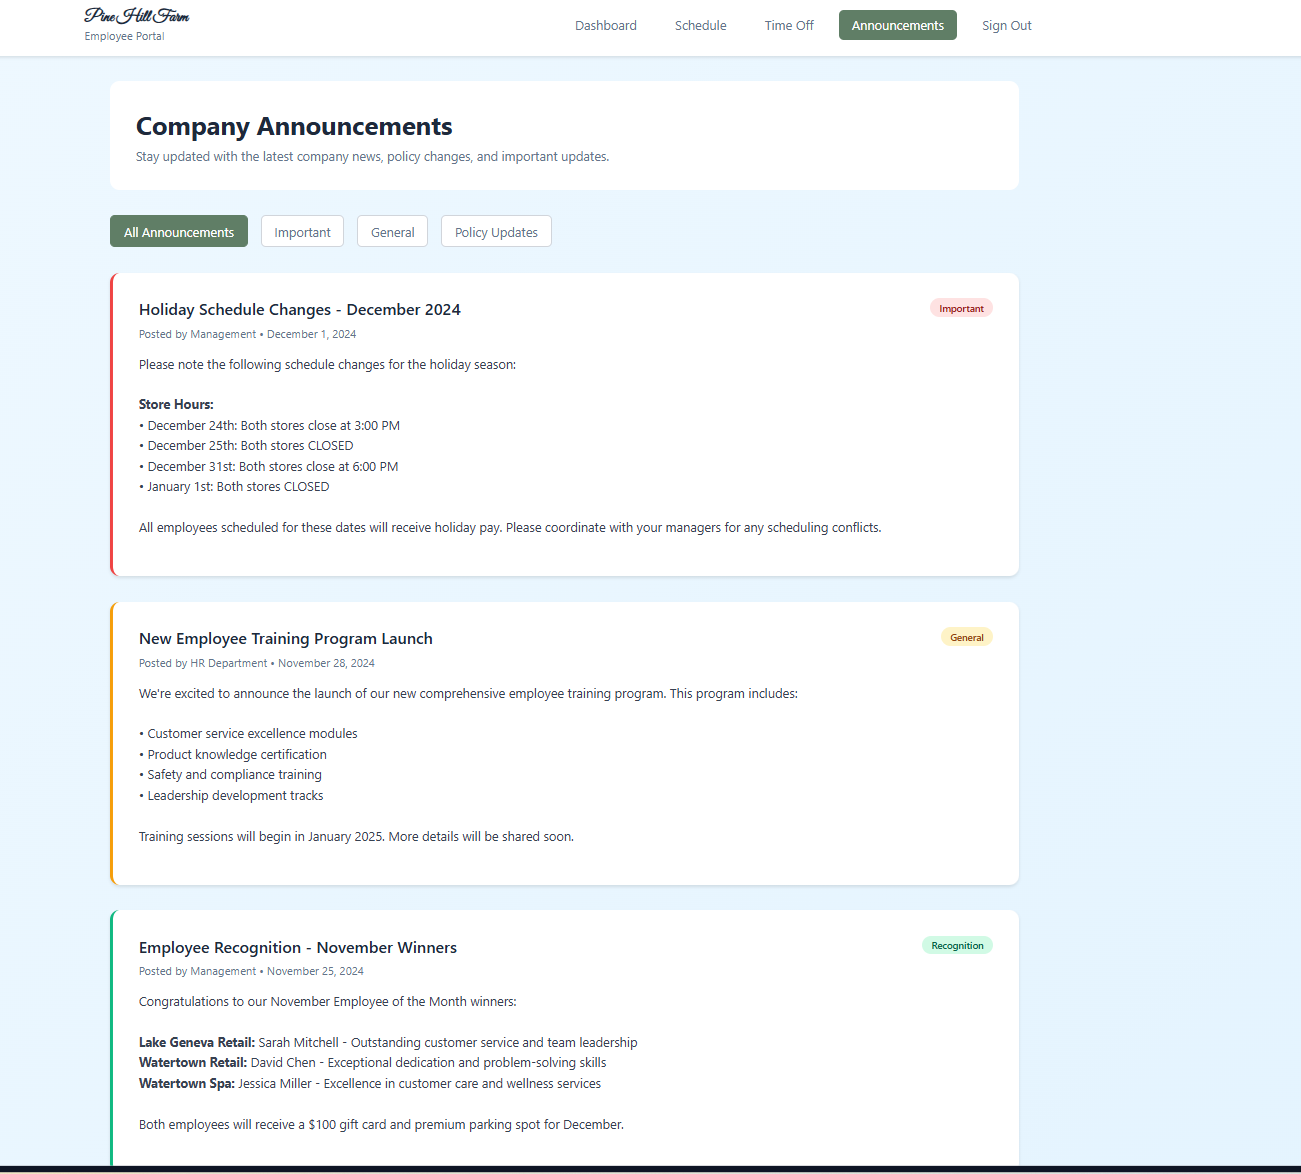 Pine Hill Farm
Employee Portal
Dashboard
Schedule
Time Off
Announcements
Sign Out
Company Announcements
Stay updated with the latest company news, policy changes, and important updates.
All Announcements
Important
General
Policy Updates
Holiday Schedule Changes - December 2024
Important
Posted by Management • December 1, 2024
Please note the following schedule changes for the holiday season:
Store Hours:
• December 24th: Both stores close at 3:00 PM
• December 25th: Both stores CLOSED
• December 31st: Both stores close at 6:00 PM
• January 1st: Both stores CLOSED
All employees scheduled for these dates will receive holiday pay. Please coordinate with your managers for any scheduling conflicts.
New Employee Training Program Launch
General
Posted by HR Department • November 28, 2024
We're excited to announce the launch of our new comprehensive employee training program. This program includes:
• Customer service excellence modules
• Product knowledge certification
• Safety and compliance training
• Leadership development tracks
Training sessions will begin in January 2025. More details will be shared soon.
Employee Recognition - November Winners
Recognition
Posted by Management • November 25, 2024
Congratulations to our November Employee of the Month winners:
Lake Geneva Retail: Sarah Mitchell - Outstanding customer service and team leadership
Watertown Retail: David Chen - Exceptional dedication and problem-solving skills
Watertown Spa: Jessica Miller - Excellence in customer care and wellness services
Both employees will receive a $100 gift card and premium parking spot for December.